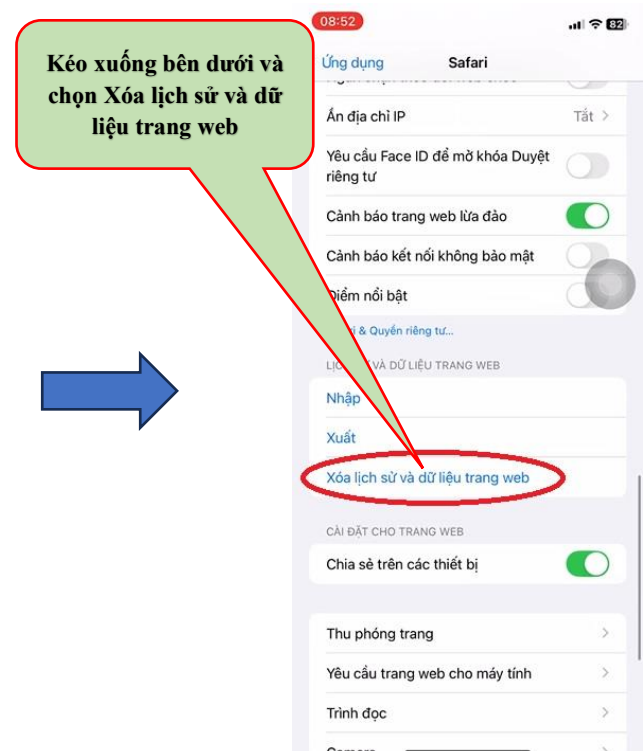 Kéo xuống bên dưới và
chọn Xóa lịch sử và dữ
liệu trang web
08:52
82
Ứng dụng
Safari
Ẩn địa chỉ IP
Tắt
Yêu cầu Face ID để mở khóa Duyệt
riêng tư
Cảnh báo trang web lừa đảo
Cảnh báo kết nối không bảo mật
Điểm nổi bật
& Quyền riêng tư...
VÀ DỮ LIỆU TRANG WEB
Nhập
Xuất
Xóa lịch sử và dữ liệu trang web
CÀI ĐẶT CHO TRANG WEB
Chia sẻ trên các thiết bị
Thu phóng trang
Yêu cầu trang web cho máy tính
Trình đọc